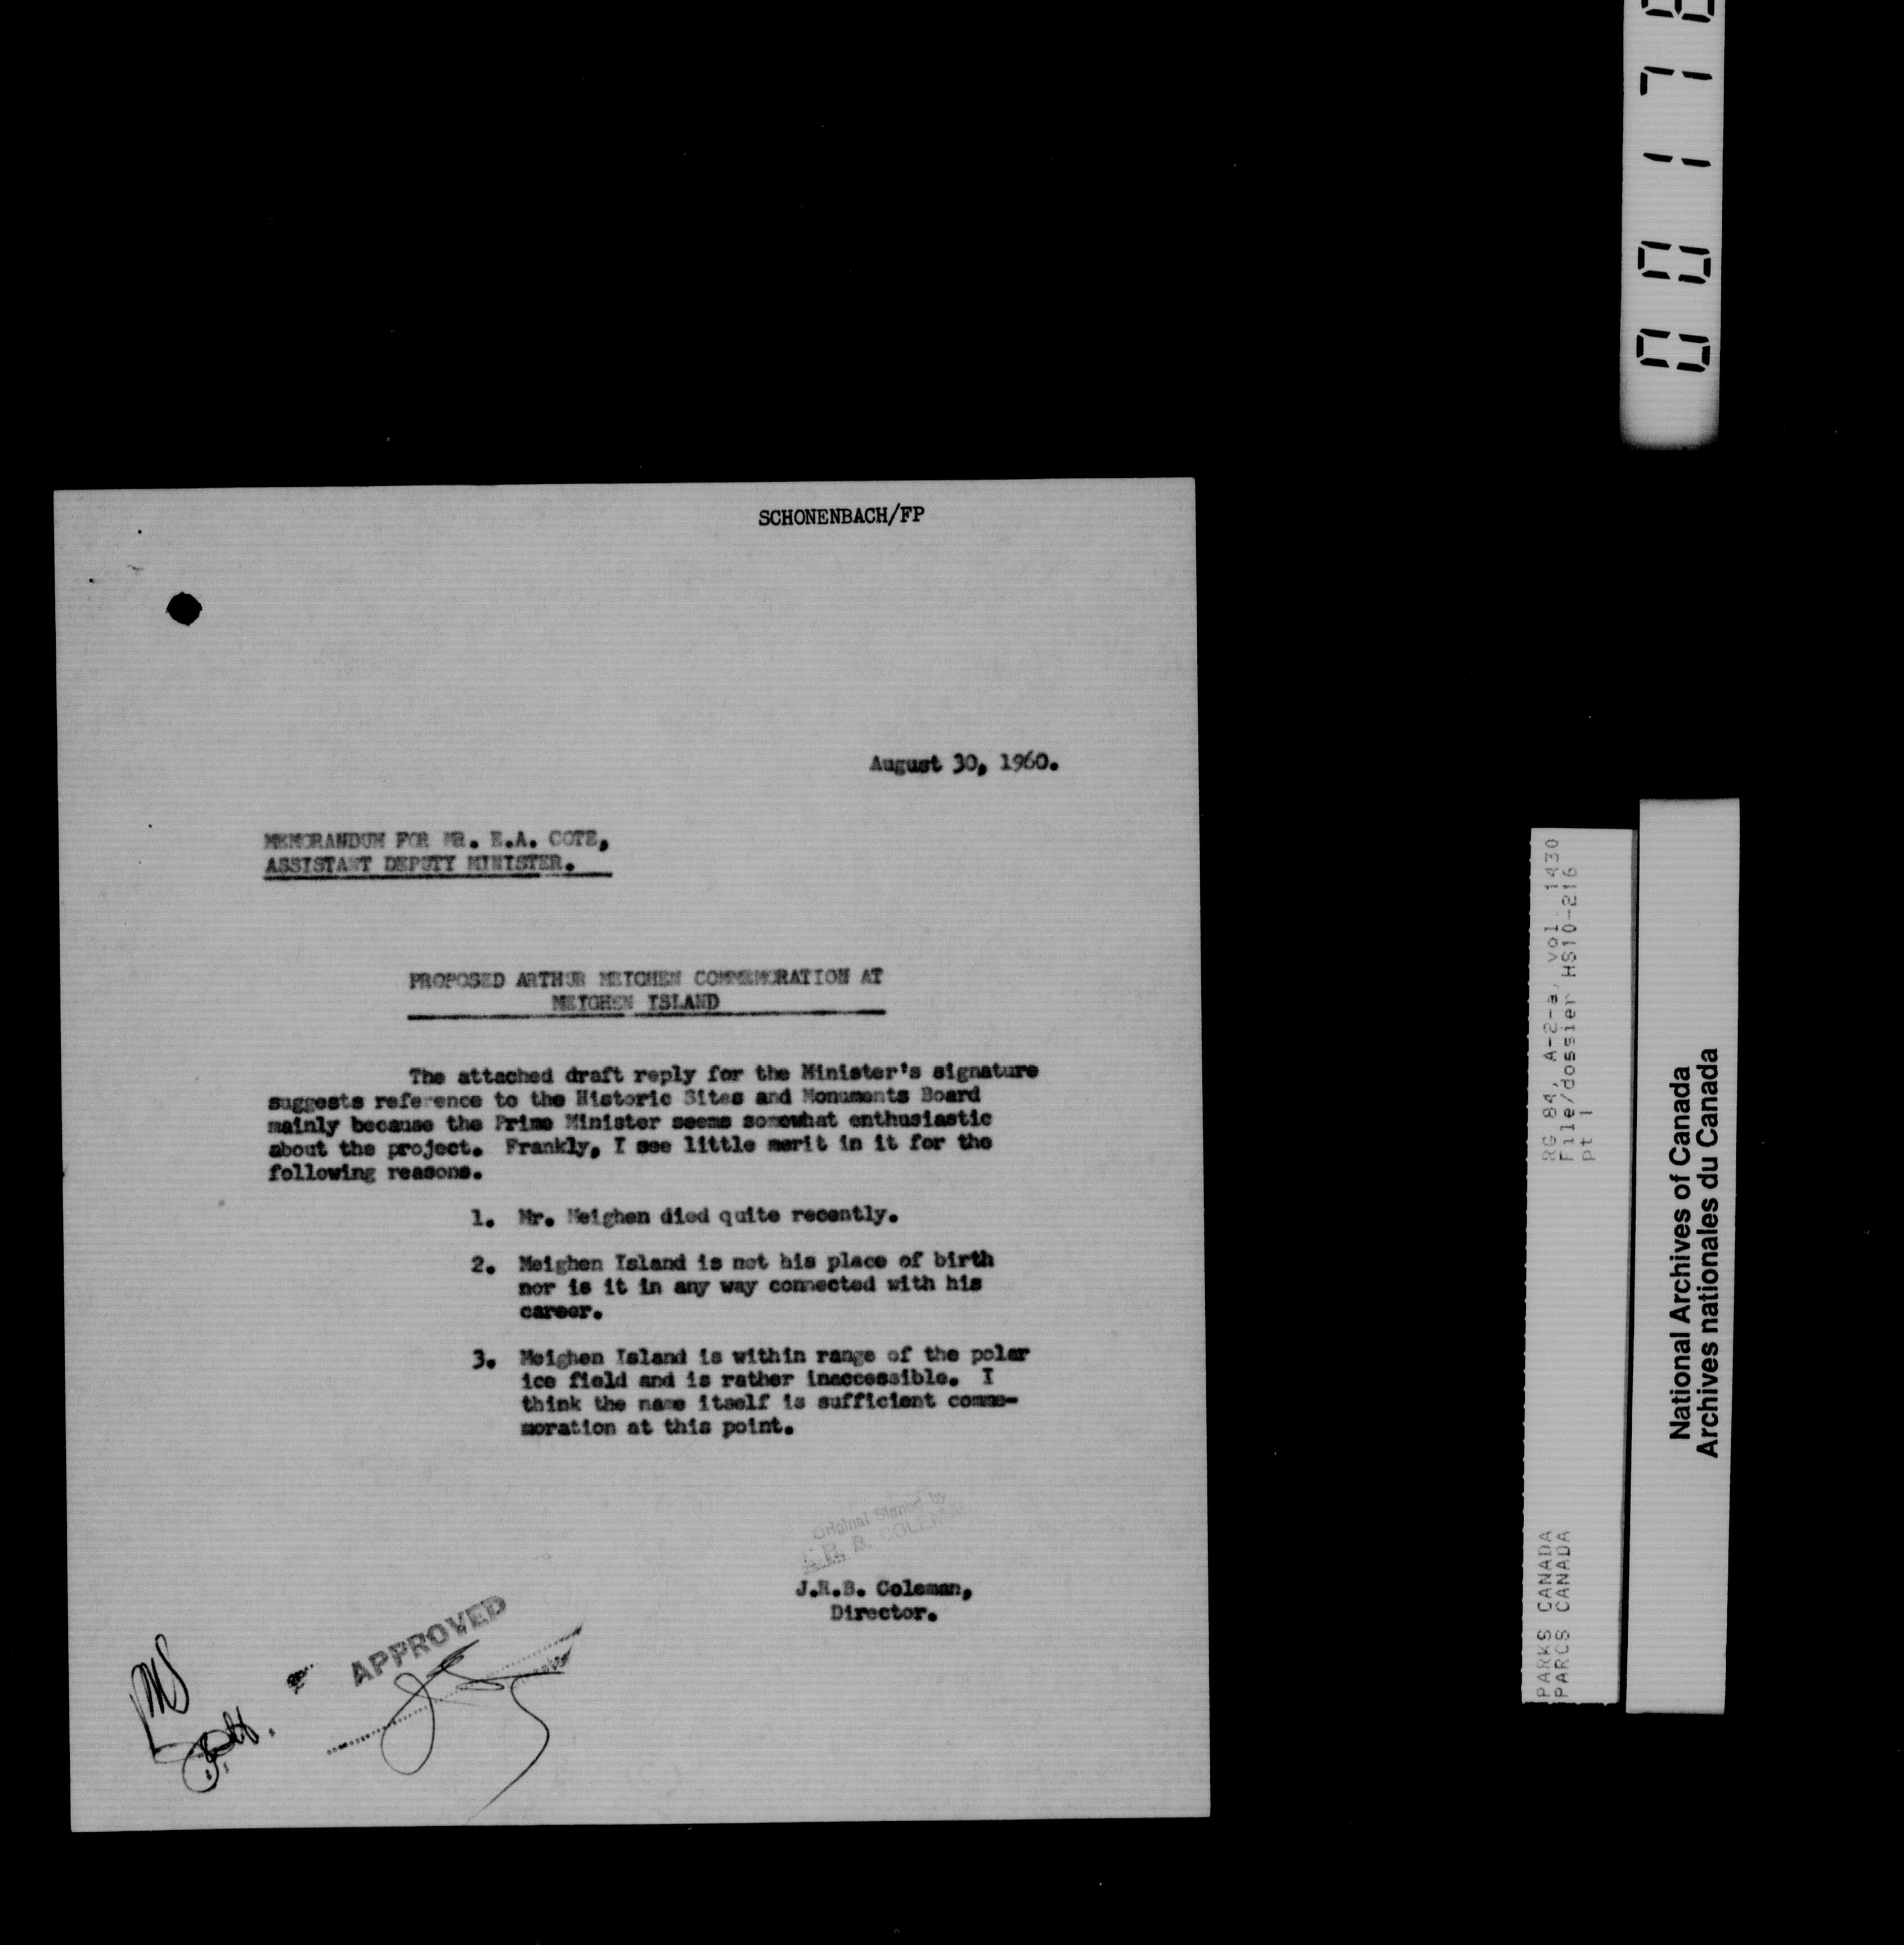 SCHONENBACH/FP
August 30, 1960.
MEMORANDUM FOR MR. E.A. COTE,
ASSISTANT DEPUTY MINISTER.
PROPOSED ARTHUR MEIGHEN COMMEMORATION AT
MEIGHEN ISLAND
The attached draft reply for the Minister's signature
suggests reference to the Historic Sites and Monuments Board
mainly because the Prime Minister seems somewhat enthusiastic
about the project. Frankly, I see little merit in it for the
following reasons.
1. Mr. Meighen died quite recently.
2. Meighen Island is not his place of birth
nor is it in any way connected with his
career.
3. Meighen Island is within range of the polar
ice field and is rather inaccessible. I
think the name itself is sufficient comme-
moration at this point.
Original Signed by
J. R. B. COLEMAN
J.R.B. Coleman,
Director.
APPROVED
PARKS CANADA
PARCS CANADA
RG 84, A-2-a, vol. 1430
File/dossier HS10-216
pt 1
National Archives of Canada
Archives nationales du Canada